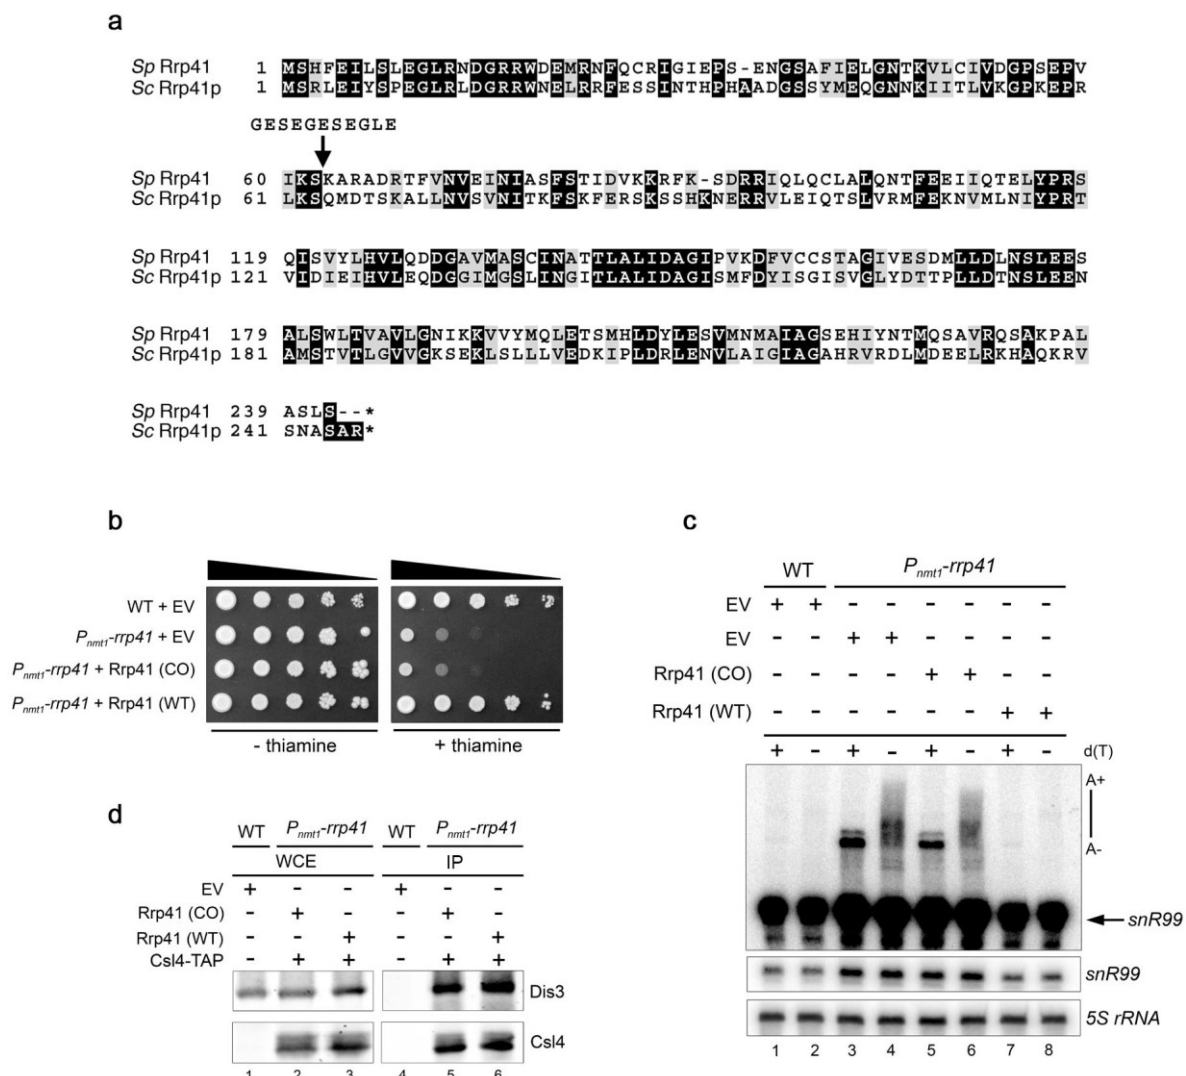 a
Sp Rrp41 1 MSHFEILSLEGLRNDGRRWDEMRNFQCRIGIEPS-ENGSAFIELGNTKVLCIVDGPSEPV
Sc Rrp41p 1 MSRLEIYSPEGLRLDGRRWNELRRFESSINTHPHAADGSSYMEQGNNKIITLVKGPKEPR
GESEGESEGLE
Sp Rrp41 60 IKSKARADRTFVNVEINIASFSTIDVKKRFK-SDRRIQLQCLALQNTFEEIIQTELYPRS
Sc Rrp41p 61 LKSQMDTSKALLNVSVNITKFSKFERSKSSHKNERRVLEIQTSLVRMFEKNVMLNIYPRT
Sp Rrp41 119 QISVYLHVLQDDGAVMASCINATTLALIDAGIPVKDFVCCSTAGIVESDMLLDLNSLEES
Sc Rrp41p 121 VIDIEIHVLEQDGGIMGSLINGITLALIDAGISMFDYISGISVGLYDTTPLLDTNSLEEN
Sp Rrp41 179 ALSWLTVAVLGNIKKVVYMQLETSMHLDYLESVMNMAIAGSEHIYNTMQSAVRQSAKPAL
Sc Rrp41p 181 AMSTVTLGVVGKSEKLSLLLVEDKIPLDRLENVLAIGIAGAHRVRDLMDEELRKHAQKRV
Sp Rrp41 239 ASLS--*
Sc Rrp41p 241 SNASAR*
b
WT + EV
Pnmt1-rrp41 + EV
Pnmt1-rrp41 + Rrp41 (CO)
Pnmt1-rrp41 + Rrp41 (WT)
- thiamine + thiamine
c
WT Pnmt1-rrp41
EV + + - - - - - -
EV - - + + - - - -
Rrp41 (CO) - - - - + + - -
Rrp41 (WT) - - - - - - + +
+ - + - + - + - d(T)
A+
A-
snR99
snR99
5S rRNA
1 2 3 4 5 6 7 8
d
WT Pnmt1-rrp41 WT Pnmt1-rrp41
WCE IP
EV + - - + - -
Rrp41 (CO) - + - - + -
Rrp41 (WT) - - + - - +
Csl4-TAP - + + - + +
Dis3
Csl4
1 2 3 4 5 6